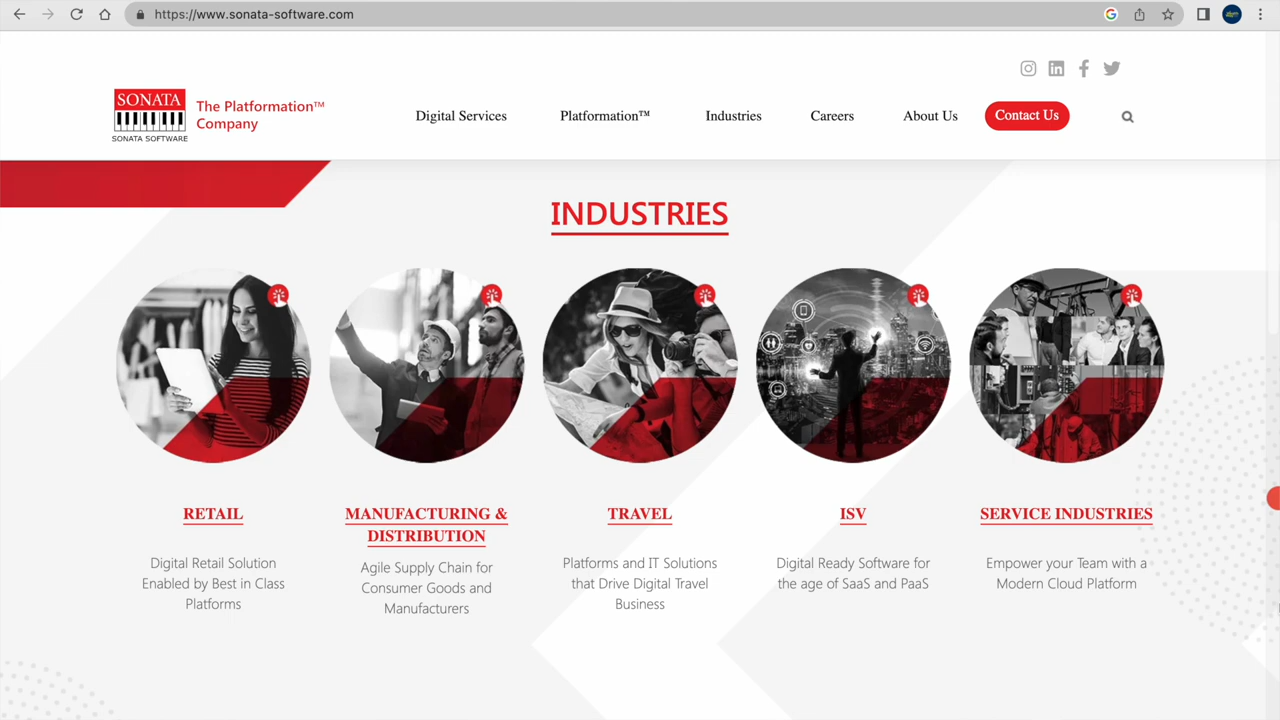 https://www.sonata-software.com
SONATA
SONATA SOFTWARE
The Platformation™
Company
Digital Services
Platformation™
Industries
Careers
About Us
Contact Us
INDUSTRIES
RETAIL
Digital Retail Solution
Enabled by Best in Class
Platforms
MANUFACTURING &
DISTRIBUTION
Agile Supply Chain for
Consumer Goods and
Manufacturers
TRAVEL
Platforms and IT Solutions
that Drive Digital Travel
Business
ISV
Digital Ready Software for
the age of SaaS and PaaS
SERVICE INDUSTRIES
Empower your Team with a
Modern Cloud Platform